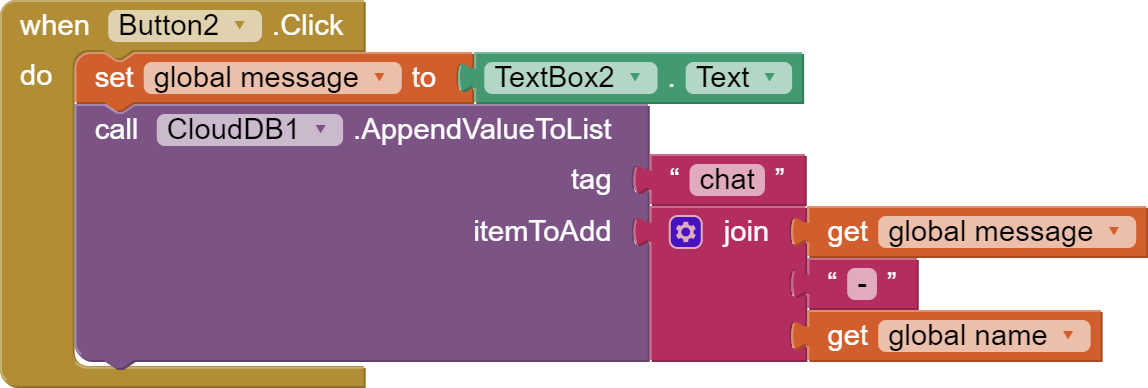 when Button2 .Click
do set global message to TextBox2 . Text
call CloudDB1 .AppendValueToList
tag “ chat ”
itemToAdd join get global message
“ - ”
get global name